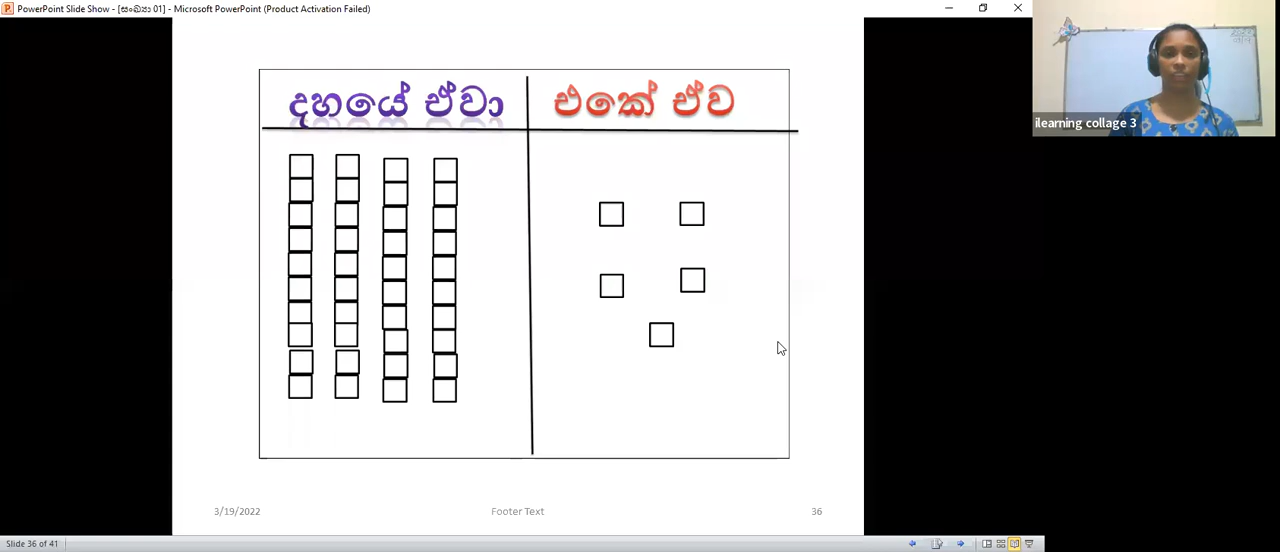 PowerPoint Slide Show - [සංඛ්‍යා 01] - Microsoft PowerPoint (Product Activation Failed)
ilearning collage 3
දහයේ ඒවා
එකේ ඒව
3/19/2022
Footer Text
36
Slide 36 of 41